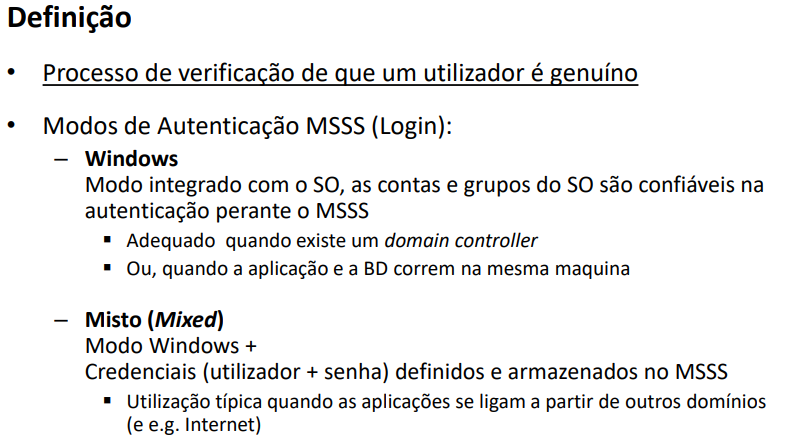 Definição
• Processo de verificação de que um utilizador é genuíno
• Modos de Autenticação MSSS (Login):
– Windows
Modo integrado com o SO, as contas e grupos do SO são confiáveis na
autenticação perante o MSSS
▪ Adequado quando existe um domain controller
▪ Ou, quando a aplicação e a BD correm na mesma maquina
– Misto (Mixed)
Modo Windows +
Credenciais (utilizador + senha) definidos e armazenados no MSSS
▪ Utilização típica quando as aplicações se ligam a partir de outros domínios
(e e.g. Internet)